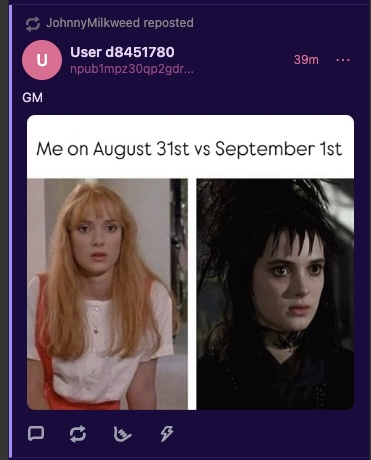 JohnnyMilkweed reposted
U
User d8451780
npub1mpz30qp2gdr...
39m
...
GM
Me on August 31st vs September 1st